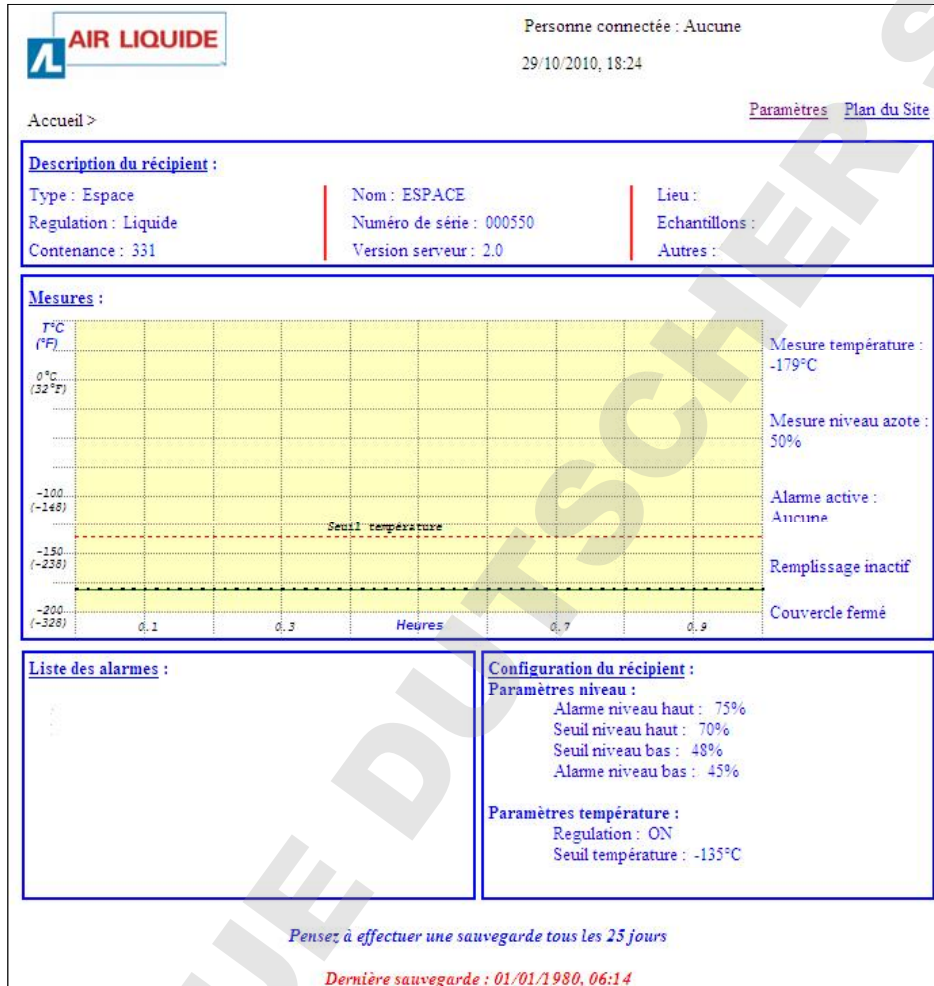 AIR LIQUIDE
Personne connectée : Aucune
29/10/2010, 18:24
Accueil >
Paramètres Plan du Site
Description du récipient :
Type : Espace
Nom : ESPACE
Lieu :
Regulation : Liquide
Numéro de série : 000550
Echantillons :
Contenance : 331
Version serveur : 2.0
Autres :
Mesures :
T°C
(°F)
0°C
(32°F)
-100
(-148)
-150
(-238)
-200
(-328)
Seuil température
0.1 0.3 Heures 0.7 0.9
Mesure température :
-179°C
Mesure niveau azote :
50%
Alarme active :
Aucune
Remplissage inactif
Couvercle fermé
Liste des alarmes :
Configuration du récipient :
Paramètres niveau :
Alarme niveau haut : 75%
Seuil niveau haut : 70%
Seuil niveau bas : 48%
Alarme niveau bas : 45%
Paramètres température :
Regulation : ON
Seuil température : -135°C
Pensez à effectuer une sauvegarde tous les 25 jours
Dernière sauvegarde : 01/01/1980, 06:14
UE DUTSCHER S